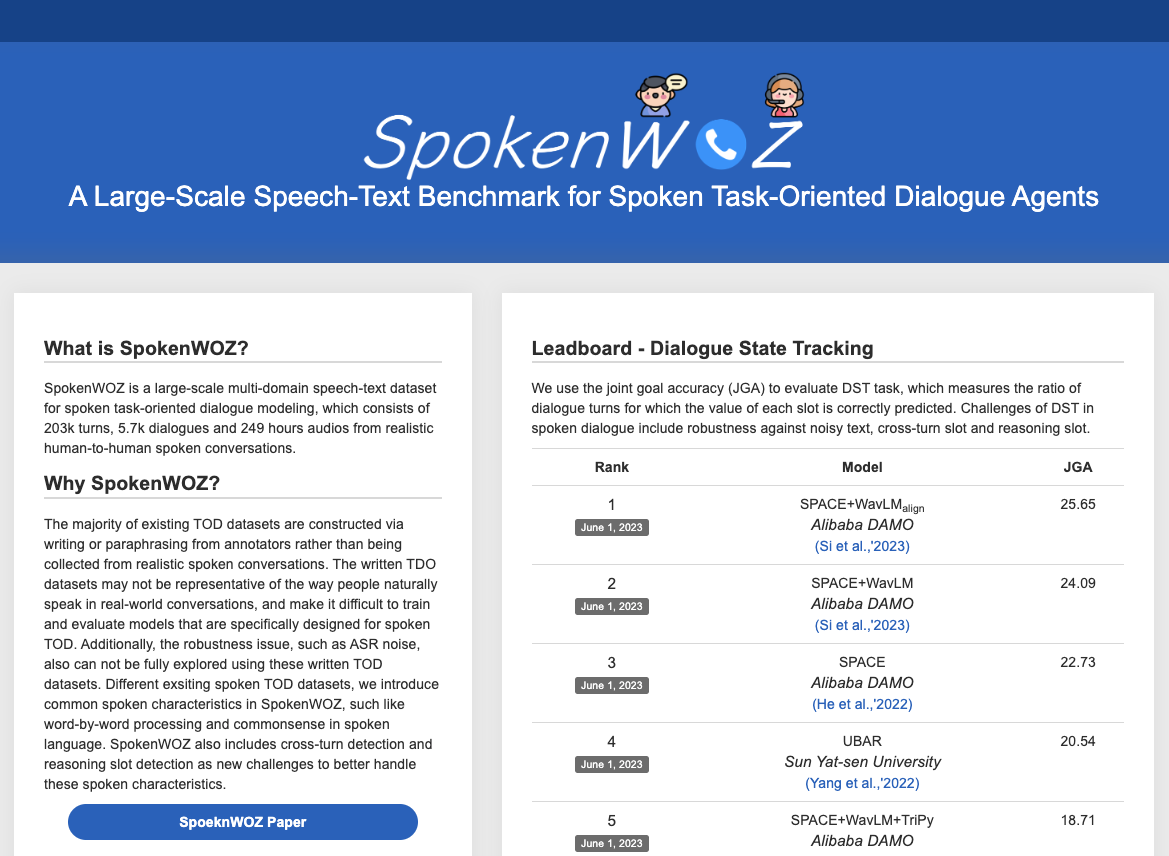 SpokenWOZ
A Large-Scale Speech-Text Benchmark for Spoken Task-Oriented Dialogue Agents
What is SpokenWOZ?
SpokenWOZ is a large-scale multi-domain speech-text dataset
for spoken task-oriented dialogue modeling, which consists of
203k turns, 5.7k dialogues and 249 hours audios from realistic
human-to-human spoken conversations.
Why SpokenWOZ?
The majority of existing TOD datasets are constructed via
writing or paraphrasing from annotators rather than being
collected from realistic spoken conversations. The written TDO
datasets may not be representative of the way people naturally
speak in real-world conversations, and make it difficult to train
and evaluate models that are specifically designed for spoken
TOD. Additionally, the robustness issue, such as ASR noise,
also can not be fully explored using these written TOD
datasets. Different exsiting spoken TOD datasets, we introduce
common spoken characteristics in SpokenWOZ, such like
word-by-word processing and commonsense in spoken
language. SpokenWOZ also includes cross-turn detection and
reasoning slot detection as new challenges to better handle
these spoken characteristics.
SpoeknWOZ Paper
Leadboard - Dialogue State Tracking
We use the joint goal accuracy (JGA) to evaluate DST task, which measures the ratio of
dialogue turns for which the value of each slot is correctly predicted. Challenges of DST in
spoken dialogue include robustness against noisy text, cross-turn slot and reasoning slot.
Rank Model JGA
1 SPACE+WavLMalign 25.65
June 1, 2023 Alibaba DAMO
(Si et al.,'2023)
2 SPACE+WavLM 24.09
June 1, 2023 Alibaba DAMO
(Si et al.,'2023)
3 SPACE 22.73
June 1, 2023 Alibaba DAMO
(He et al.,'2022)
4 UBAR 20.54
June 1, 2023 Sun Yat-sen University
(Yang et al.,'2022)
5 SPACE+WavLM+TriPy 18.71
June 1, 2023 Alibaba DAMO